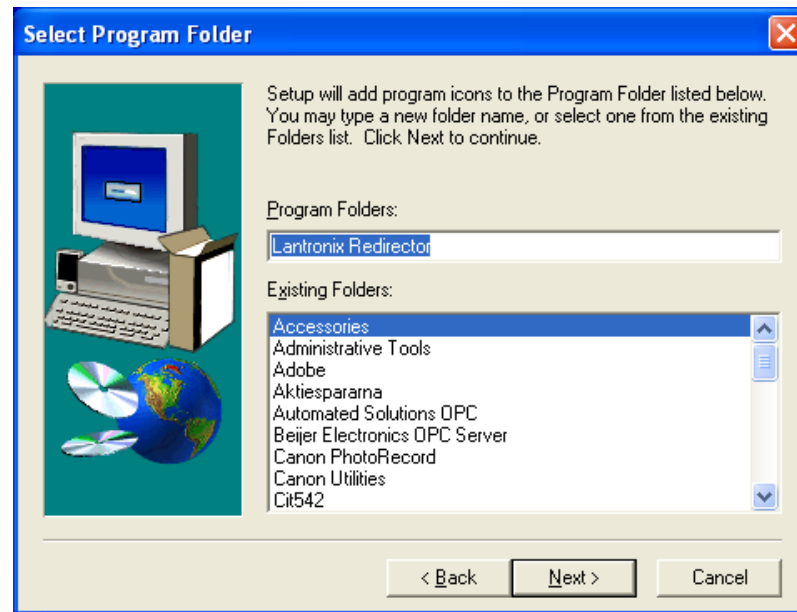 Select Program Folder
Setup will add program icons to the Program Folder listed below.
You may type a new folder name, or select one from the existing
Folders list.  Click Next to continue.
Program Folders:
Lantronix Redirector
Existing Folders:
Accessories
Administrative Tools
Adobe
Aktiespararna
Automated Solutions OPC
Beijer Electronics OPC Server
Canon PhotoRecord
Canon Utilities
Cit542
< Back
Next >
Cancel